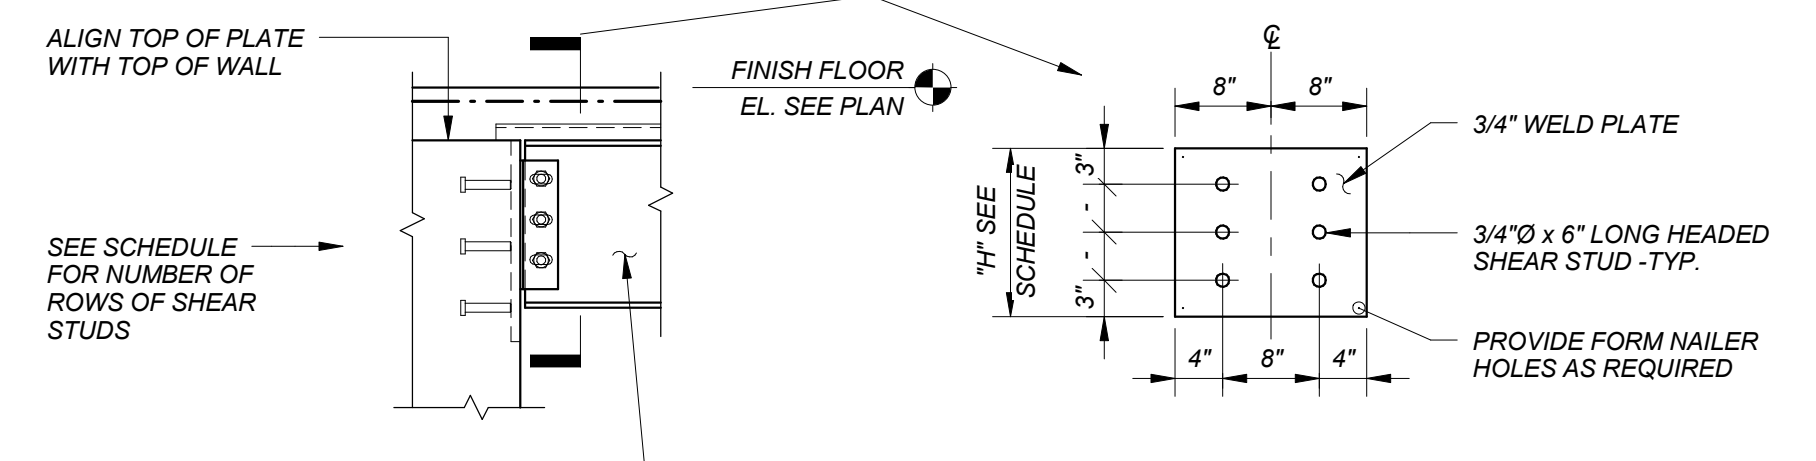 ALIGN TOP OF PLATE
WITH TOP OF WALL
SEE SCHEDULE
FOR NUMBER OF
ROWS OF SHEAR
STUDS
FINISH FLOOR
EL. SEE PLAN
℄
8" 8"
3"
-
-
3"
"H" SEE
SCHEDULE
4" 8" 4"
3/4" WELD PLATE
3/4"Ø x 6" LONG HEADED
SHEAR STUD -TYP.
PROVIDE FORM NAILER
HOLES AS REQUIRED